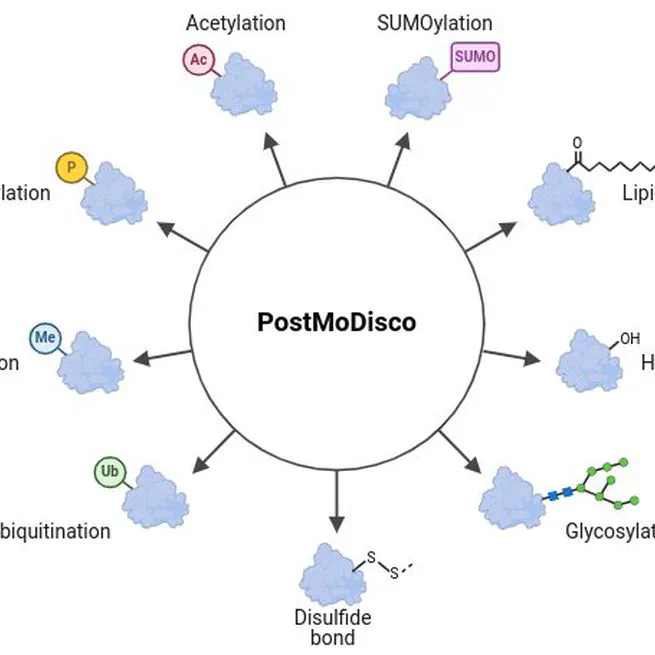 Acetylation
SUMOylation
Ac
SUMO
O
P
lation
Lipi
PostMoDisco
Me
OH
on
H
Ub
biquitination
Glycosylat
S
S
Disulfide
bond